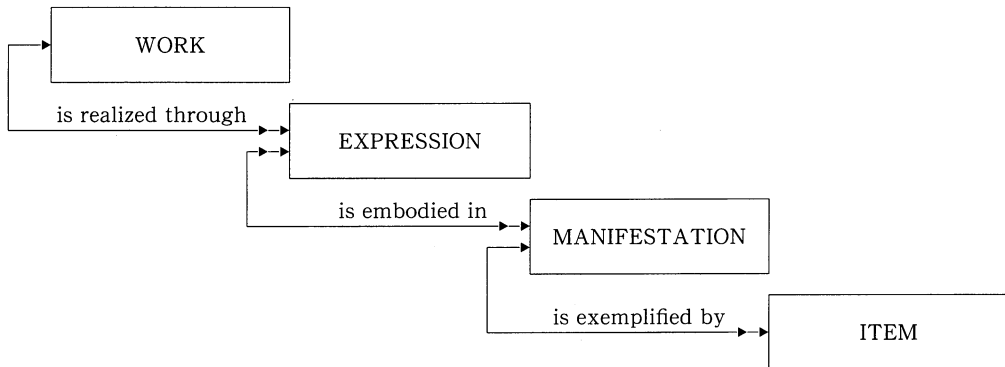 WORK
is realized through
EXPRESSION
is embodied in
MANIFESTATION
is exemplified by
ITEM